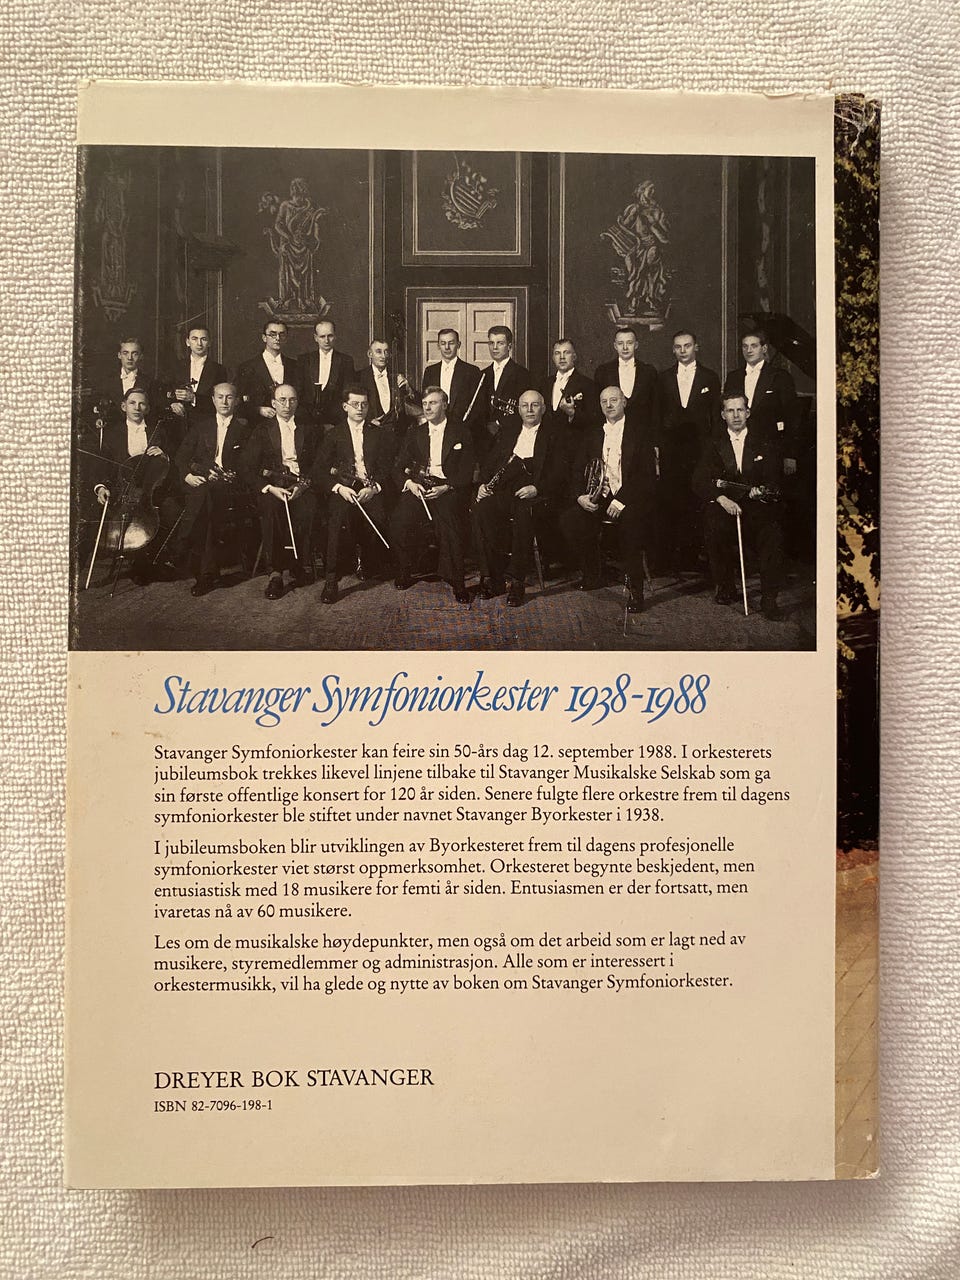 Stavanger Symfoniorkester 1938-1988
Stavanger Symfoniorkester kan feire sin 50-års dag 12. september 1988. I orkesterets
jubileumsbok trekkes likevel linjene tilbake til Stavanger Musikalske Selskab som ga
sin første offentlige konsert for 120 år siden. Senere fulgte flere orkestre frem til dagens
symfoniorkester ble stiftet under navnet Stavanger Byorkester i 1938.
I jubileumsboken blir utviklingen av Byorkesteret frem til dagens profesjonelle
symfoniorkester viet størst oppmerksomhet. Orkesteret begynte beskjedent, men
entusiastisk med 18 musikere for femti år siden. Entusiasmen er der fortsatt, men
ivaretas nå av 60 musikere.
Les om de musikalske høydepunkter, men også om det arbeid som er lagt ned av
musikere, styremedlemmer og administrasjon. Alle som er interessert i
orkestermusikk, vil ha glede og nytte av boken om Stavanger Symfoniorkester.
DREYER BOK STAVANGER
ISBN 82-7096-198-1